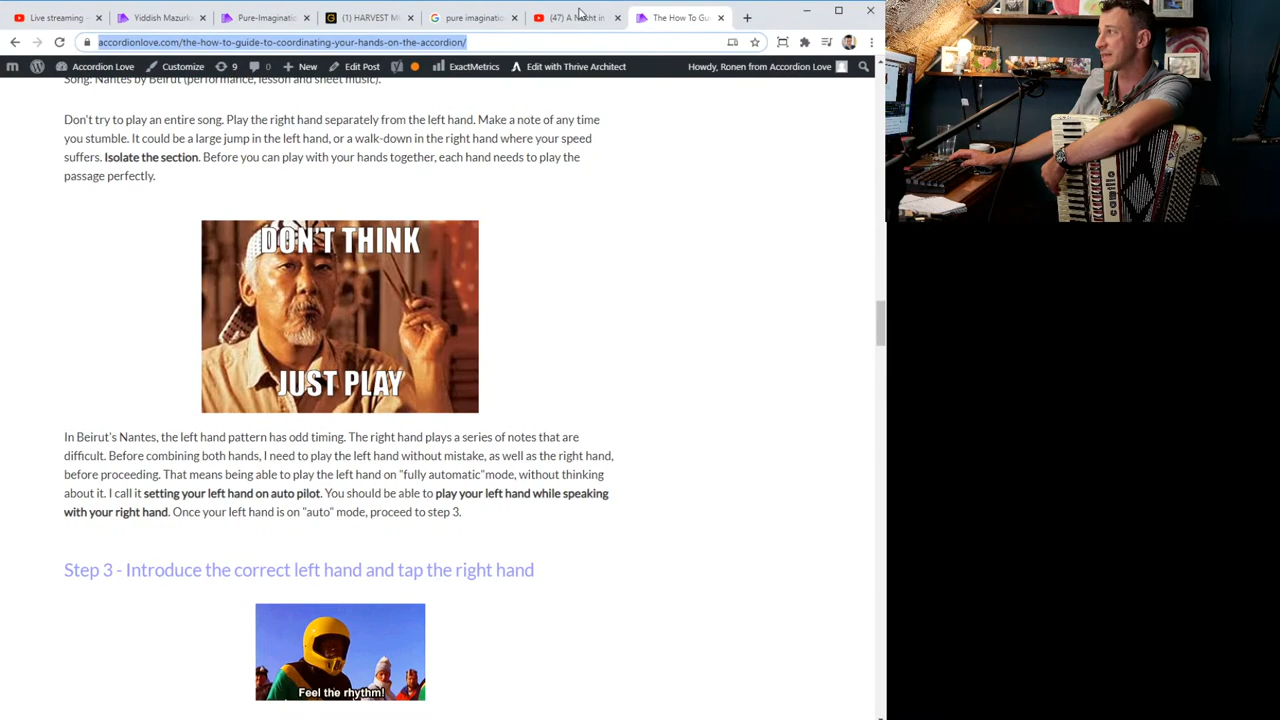 Live streaming
Yiddish Mazurka
Pure-Imagination
(1) HARVEST M
pure imaginatio
(47) A Night in
The How To Gu
accordionlove.com/the-how-to-guide-to-coordinating-your-hands-on-the-accordion/
Accordion Love
Customize
9
0
New
Edit Post
ExactMetrics
Edit with Thrive Architect
Howdy, Ronen from Accordion Love
Song: Nantes by Beirut (performance, lesson and sheet music).
Don't try to play an entire song. Play the right hand separately from the left hand. Make a note of any time
you stumble. It could be a large jump in the left hand, or a walk-down in the right hand where your speed
suffers. Isolate the section. Before you can play with your hands together, each hand needs to play the
passage perfectly.
DON'T THINK
JUST PLAY
In Beirut's Nantes, the left hand pattern has odd timing. The right hand plays a series of notes that are
difficult. Before combining both hands, I need to play the left hand without mistake, as well as the right hand,
before proceeding. That means being able to play the left hand on "fully automatic"mode, without thinking
about it. I call it setting your left hand on auto pilot. You should be able to play your left hand while speaking
with your right hand. Once your left hand is on "auto" mode, proceed to step 3.
Step 3 - Introduce the correct left hand and tap the right hand
Feel the rhythm!
camillo